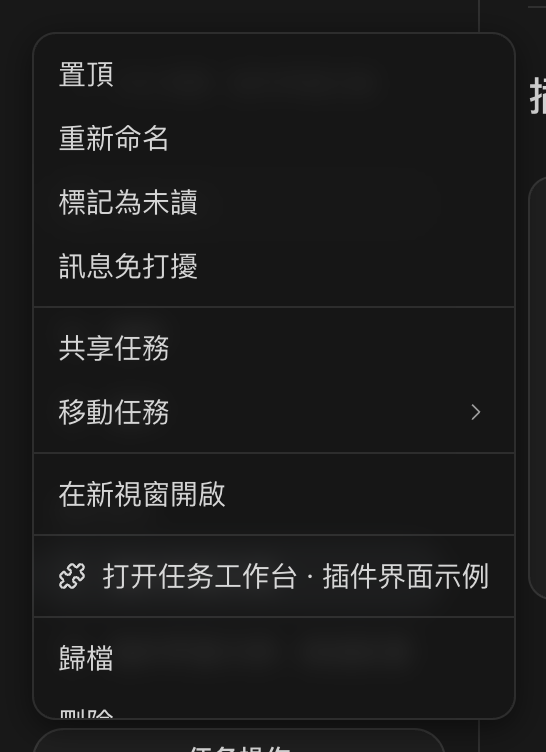 置頂
重新命名
標記為未讀
訊息免打擾
共享任務
移動任務
在新視窗開啟
打开任务工作台 · 插件界面示例
歸檔
刪除